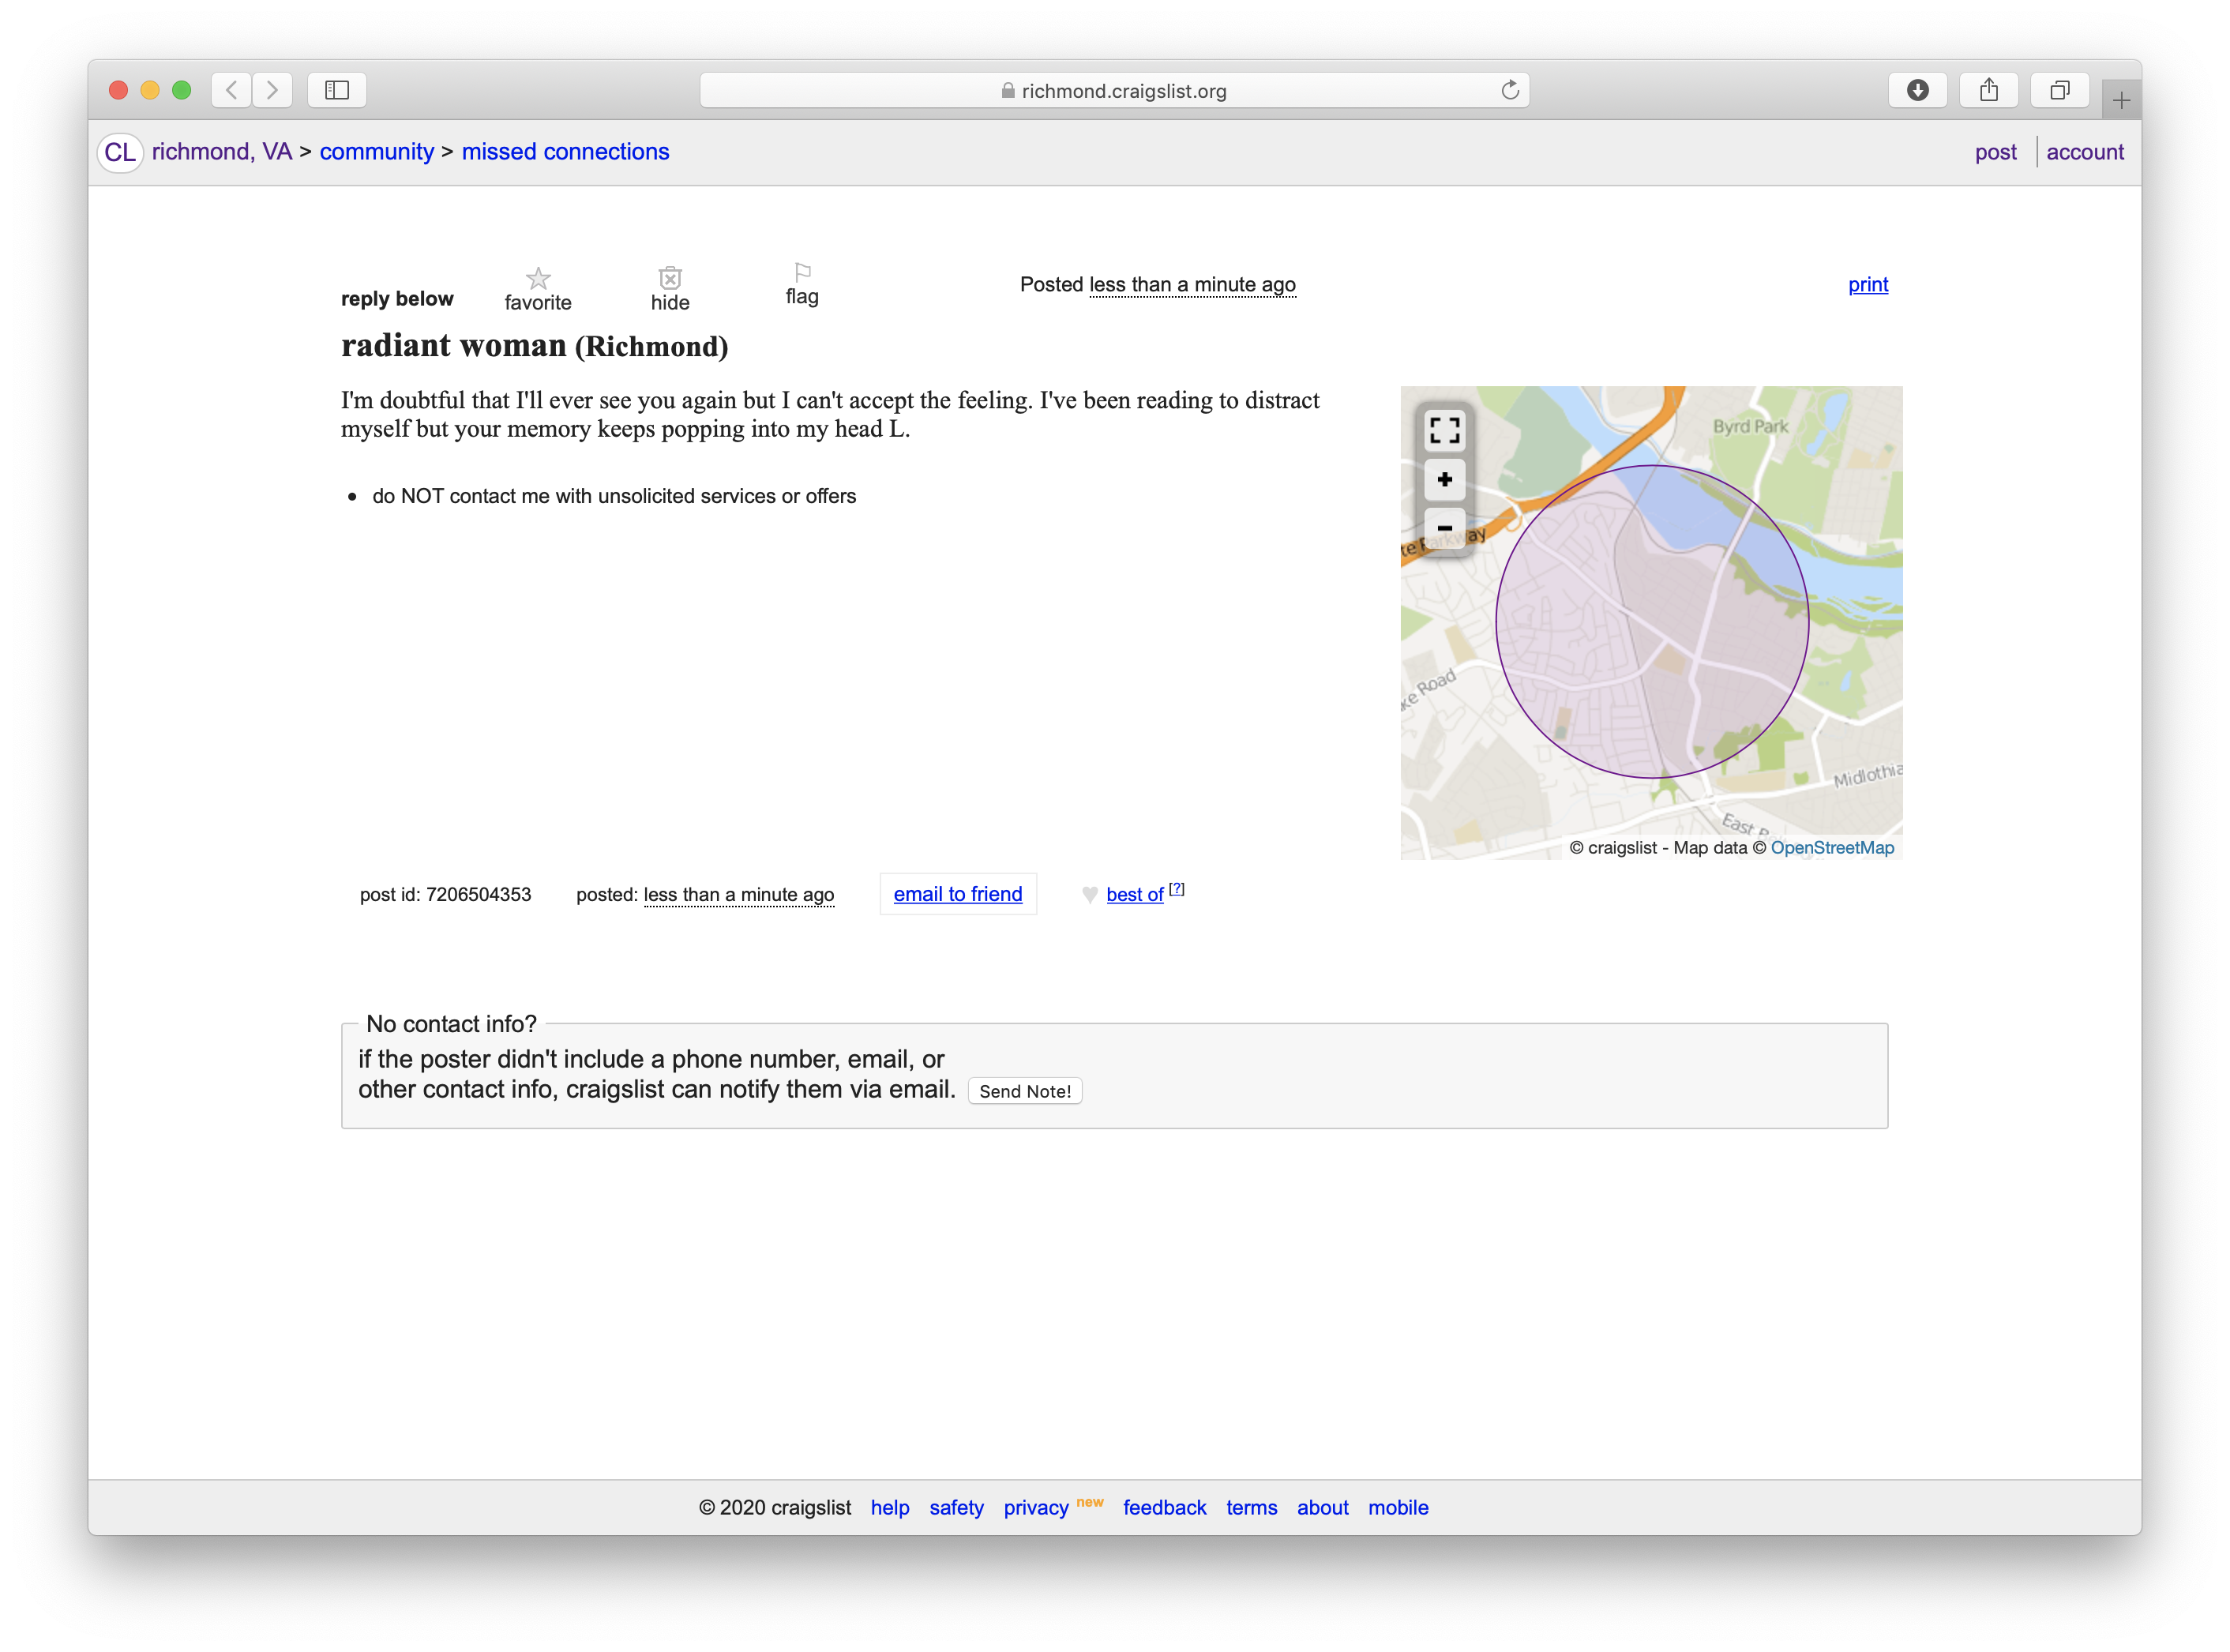 richmond.craigslist.org
CL richmond, VA > community > missed connections
post account
reply below favorite hide flag Posted less than a minute ago print
radiant woman (Richmond)
I'm doubtful that I'll ever see you again but I can't accept the feeling. I've been reading to distract
myself but your memory keeps popping into my head L.
• do NOT contact me with unsolicited services or offers
Byrd Park
te Parkway
ke Road
Midlothia
East
© craigslist - Map data © OpenStreetMap
post id: 7206504353 posted: less than a minute ago email to friend ♥ best of [?]
No contact info?
if the poster didn't include a phone number, email, or
other contact info, craigslist can notify them via email. Send Note!
© 2020 craigslist help safety privacy new feedback terms about mobile